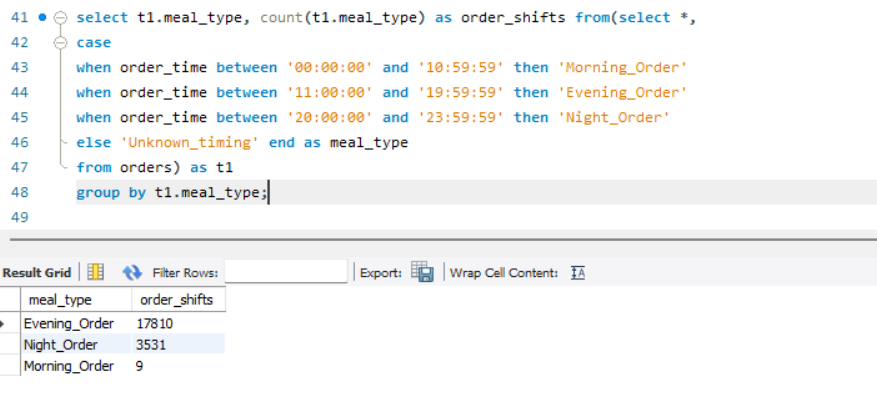 41 select t1.meal_type, count(t1.meal_type) as order_shifts from(select *,
42 case
43 when order_time between '00:00:00' and '10:59:59' then 'Morning_Order'
44 when order_time between '11:00:00' and '19:59:59' then 'Evening_Order'
45 when order_time between '20:00:00' and '23:59:59' then 'Night_Order'
46 else 'Unknown_timing' end as meal_type
47 from orders) as t1
48 group by t1.meal_type;
49
Result Grid Filter Rows: Export: Wrap Cell Content: IA
meal_type order_shifts
Evening_Order 17810
Night_Order 3531
Morning_Order 9